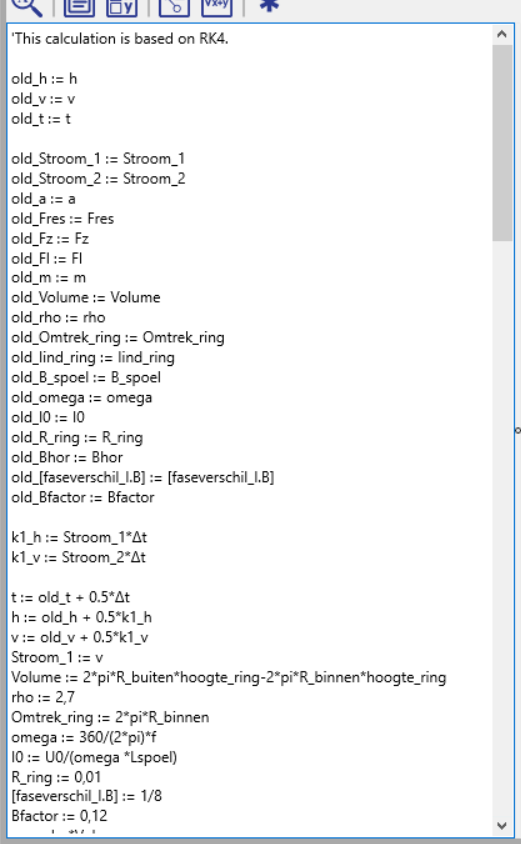 'This calculation is based on RK4.
old_h := h
old_v := v
old_t := t
old_Stroom_1 := Stroom_1
old_Stroom_2 := Stroom_2
old_a := a
old_Fres := Fres
old_Fz := Fz
old_Fl := Fl
old_m := m
old_Volume := Volume
old_rho := rho
old_Omtrek_ring := Omtrek_ring
old_Iind_ring := Iind_ring
old_B_spoel := B_spoel
old_omega := omega
old_I0 := I0
old_R_ring := R_ring
old_Bhor := Bhor
old_[faseverschil_I.B] := [faseverschil_I.B]
old_Bfactor := Bfactor
k1_h := Stroom_1*Δt
k1_v := Stroom_2*Δt
t := old_t + 0.5*Δt
h := old_h + 0.5*k1_h
v := old_v + 0.5*k1_v
Stroom_1 := v
Volume := 2*pi*R_buiten*hoogte_ring-2*pi*R_binnen*hoogte_ring
rho := 2,7
Omtrek_ring := 2*pi*R_binnen
omega := 360/(2*pi)*f
I0 := U0/(omega *Lspoel)
R_ring := 0,01
[faseverschil_I.B] := 1/8
Bfactor := 0,12